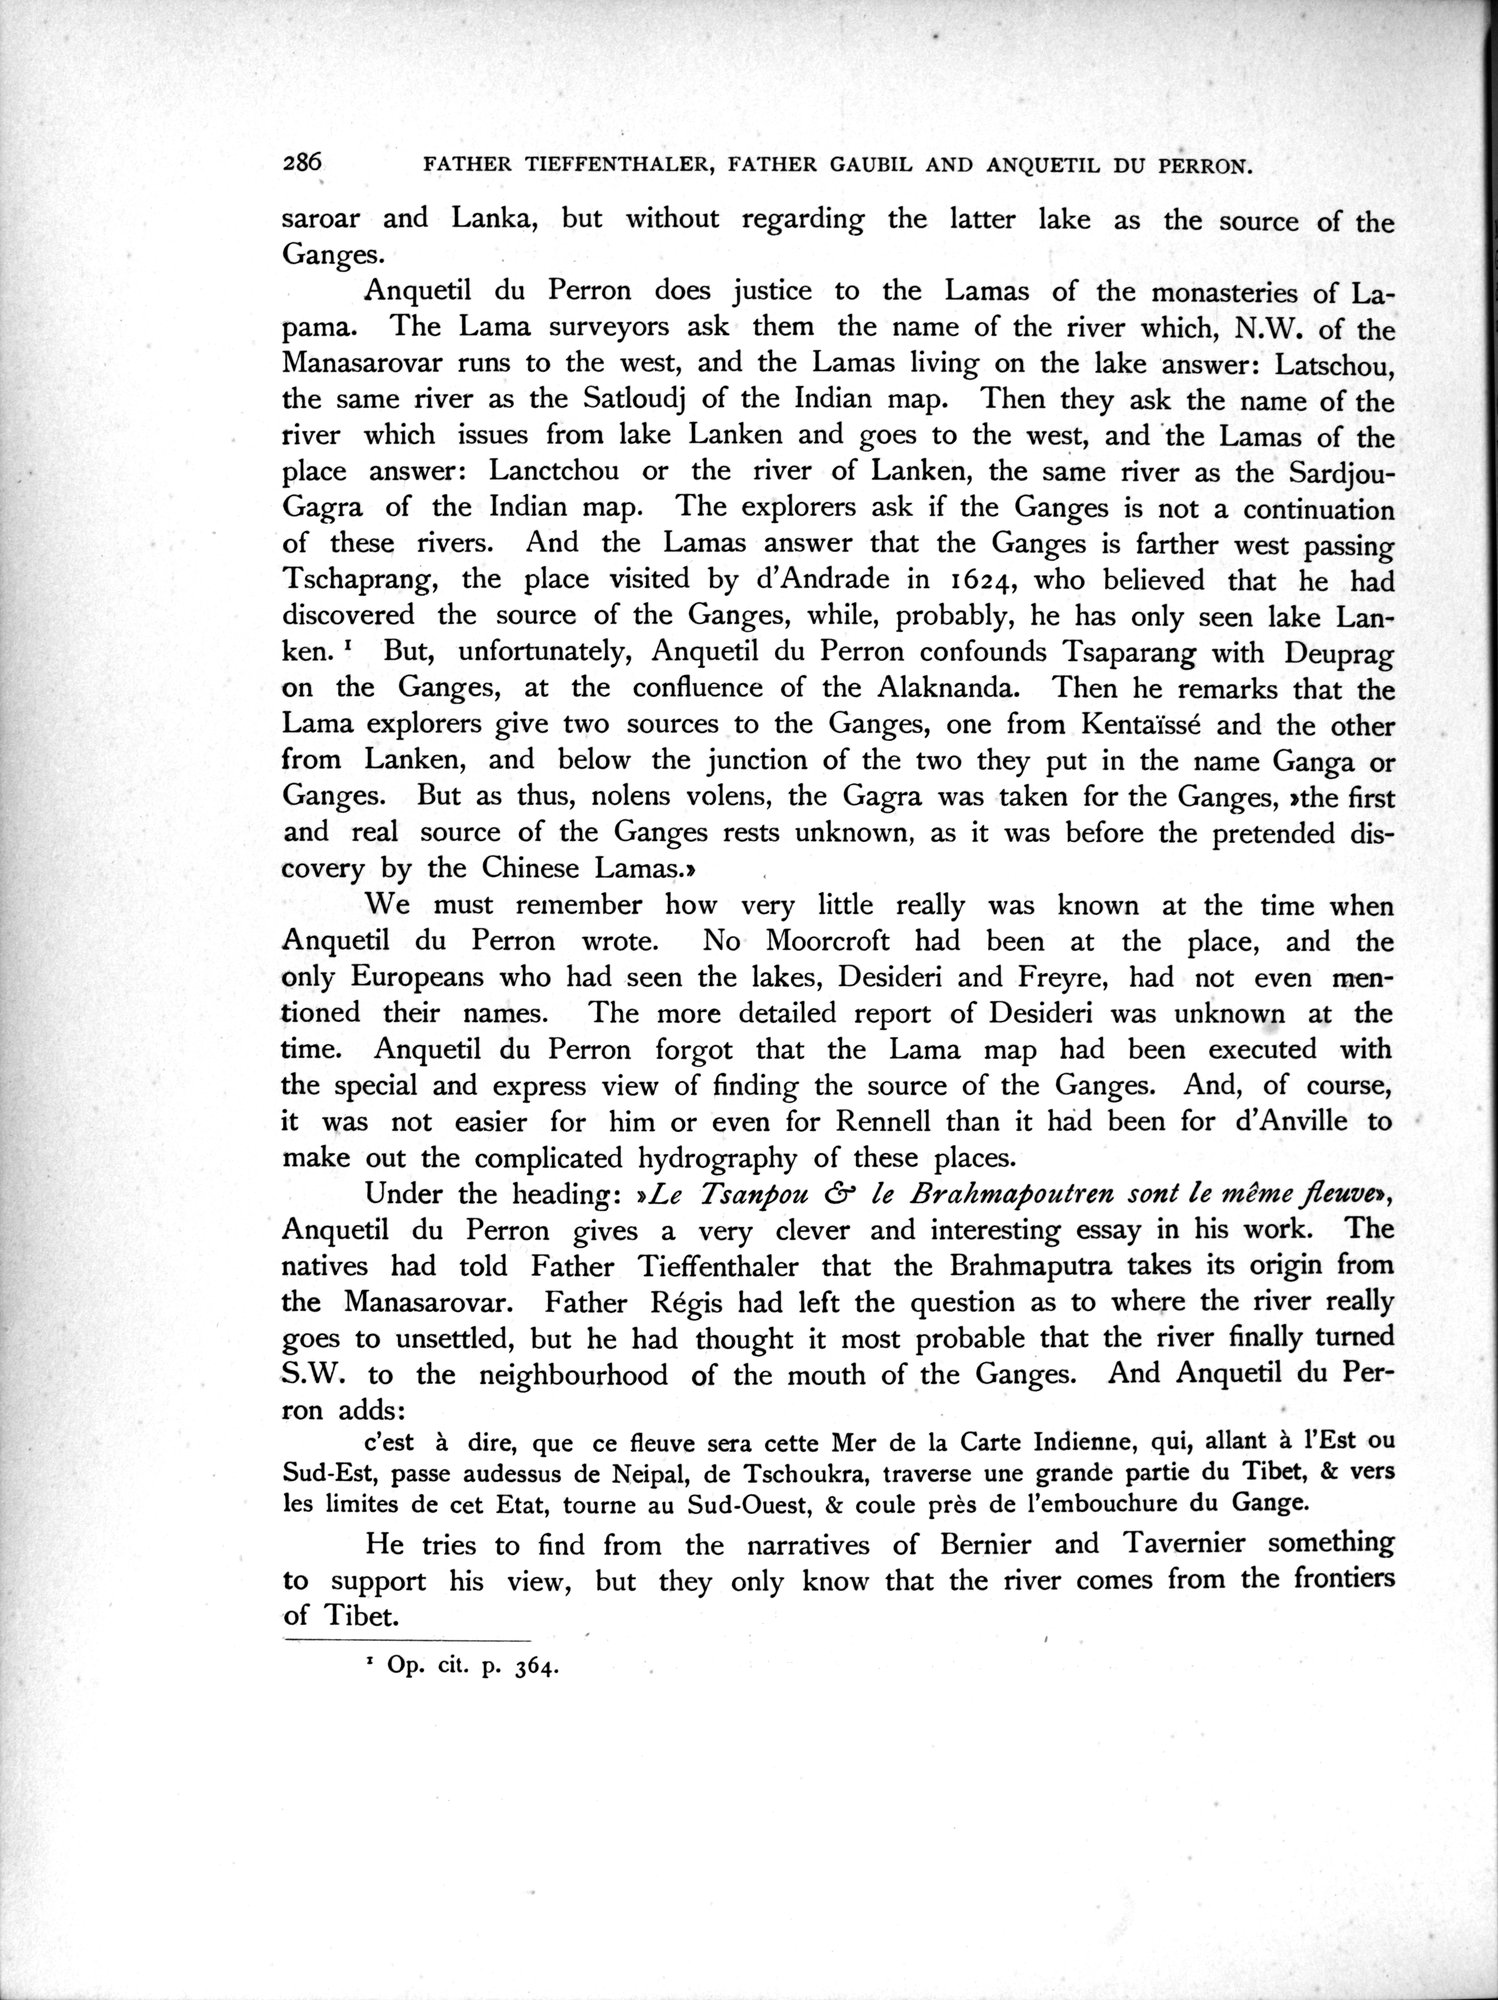 286 FATHER TIEFFENTHALER, FATHER GAUBIL AND ANQUETIL DU PERRON.
saroar and Lanka, but without regarding the latter lake as the source of the
Ganges.
Anquetil du Perron does justice to the Lamas of the monasteries of La-
pama. The Lama surveyors ask them the name of the river which, N.W. of the
Manasarovar runs to the west, and the Lamas living on the lake answer: Latschou,
the same river as the Satloudj of the Indian map. Then they ask the name of the
river which issues from lake Lanken and goes to the west, and the Lamas of the
place answer: Lanctchou or the river of Lanken, the same river as the Sardjou-
Gagra of the Indian map. The explorers ask if the Ganges is not a continuation
of these rivers. And the Lamas answer that the Ganges is farther west passing
Tschaprang, the place visited by d'Andrade in 1624, who believed that he had
discovered the source of the Ganges, while, probably, he has only seen lake Lan-
ken. ¹ But, unfortunately, Anquetil du Perron confounds Tsaparang with Deuprag
on the Ganges, at the confluence of the Alaknanda. Then he remarks that the
Lama explorers give two sources to the Ganges, one from Kentaïssé and the other
from Lanken, and below the junction of the two they put in the name Ganga or
Ganges. But as thus, nolens volens, the Gagra was taken for the Ganges, »the first
and real source of the Ganges rests unknown, as it was before the pretended dis-
covery by the Chinese Lamas.»
We must remember how very little really was known at the time when
Anquetil du Perron wrote. No Moorcroft had been at the place, and the
only Europeans who had seen the lakes, Desideri and Freyre, had not even men-
tioned their names. The more detailed report of Desideri was unknown at the
time. Anquetil du Perron forgot that the Lama map had been executed with
the special and express view of finding the source of the Ganges. And, of course,
it was not easier for him or even for Rennell than it had been for d'Anville to
make out the complicated hydrography of these places.
Under the heading: »Le Tsanpou & le Brahmapoutren sont le même fleuve»,
Anquetil du Perron gives a very clever and interesting essay in his work. The
natives had told Father Tieffenthaler that the Brahmaputra takes its origin from
the Manasarovar. Father Régis had left the question as to where the river really
goes to unsettled, but he had thought it most probable that the river finally turned
S.W. to the neighbourhood of the mouth of the Ganges. And Anquetil du Per-
ron adds:
c'est à dire, que ce fleuve sera cette Mer de la Carte Indienne, qui, allant à l'Est ou
Sud-Est, passe audessus de Neipal, de Tschoukra, traverse une grande partie du Tibet, & vers
les limites de cet Etat, tourne au Sud-Ouest, & coule près de l'embouchure du Gange.
He tries to find from the narratives of Bernier and Tavernier something
to support his view, but they only know that the river comes from the frontiers
of Tibet.
¹ Op. cit. p. 364.